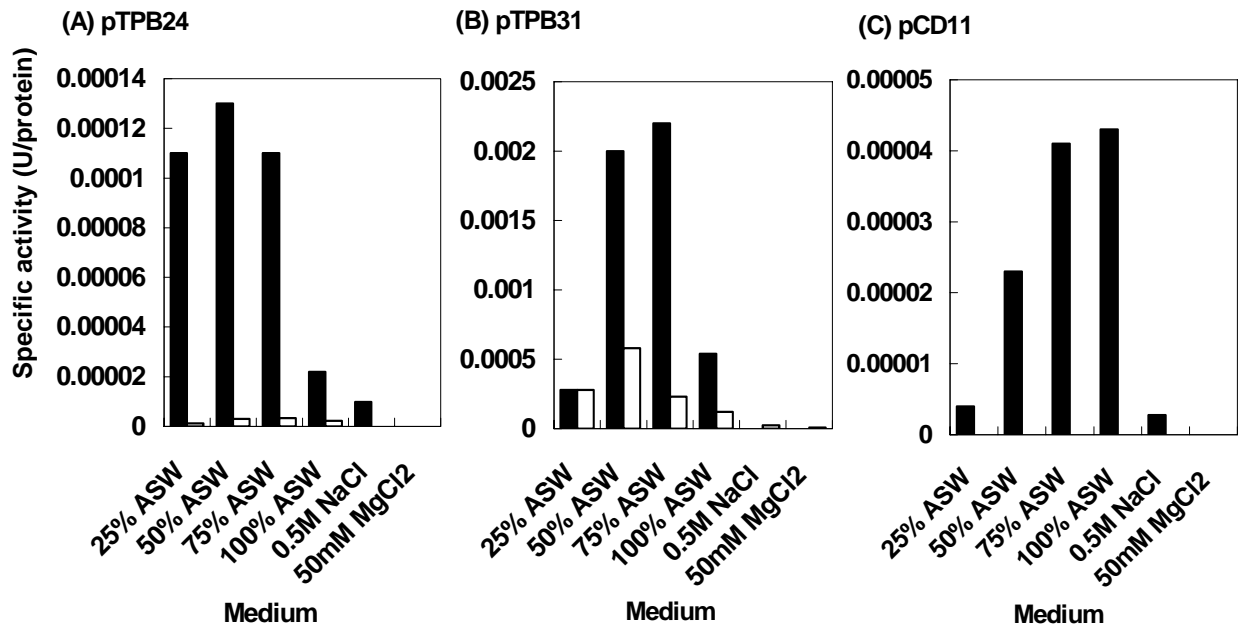 (A) pTPB24
(B) pTPB31
(C) pCD11
Specific activity (U/protein)
0.00014
0.00012
0.0001
0.00008
0.00006
0.00004
0.00002
0
25% ASW
50% ASW
75% ASW
100% ASW
0.5M NaCl
50mM MgCl2
Medium
0.0025
0.002
0.0015
0.001
0.0005
0
25% ASW
50% ASW
75% ASW
100% ASW
0.5M NaCl
50mM MgCl2
Medium
0.00005
0.00004
0.00003
0.00002
0.00001
0
25% ASW
50% ASW
75% ASW
100% ASW
0.5M NaCl
50mM MgCl2
Medium